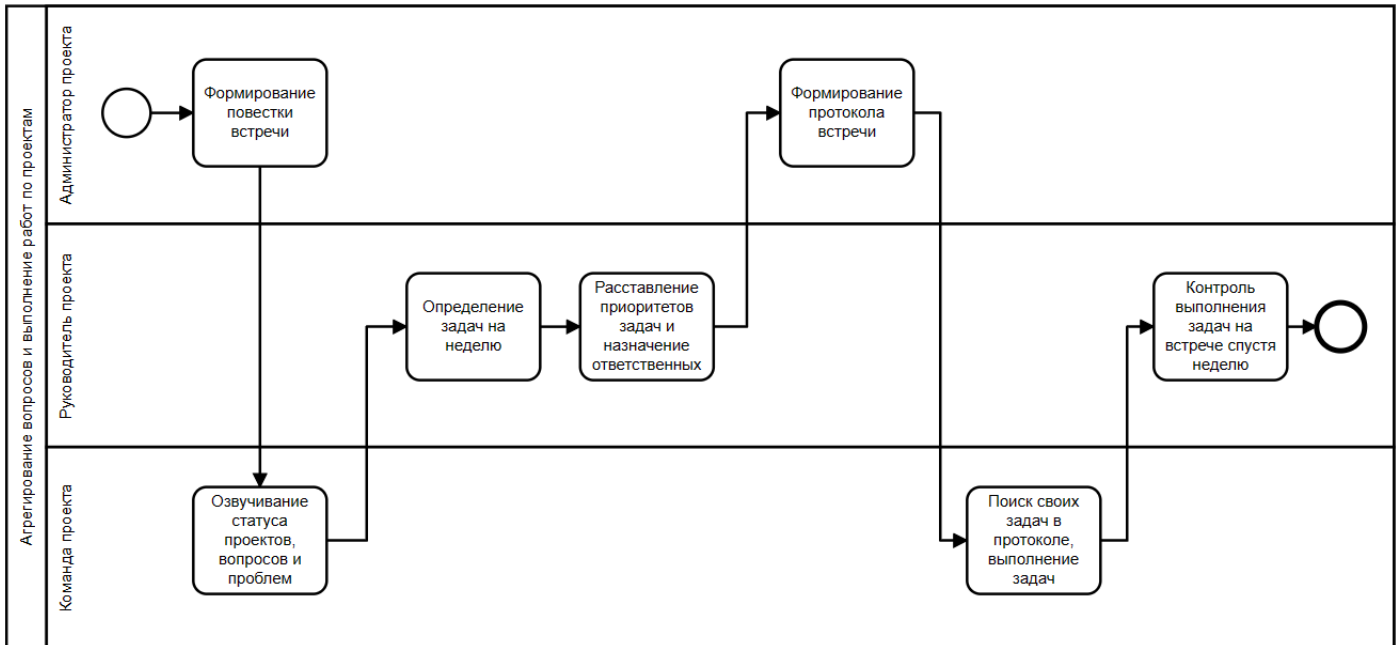 Агрегирование вопросов и выполнение работ по проектам
Администратор проекта
Формирование
повестки
встречи
Формирование
протокола
встречи
Руководитель проекта
Определение
задач на
неделю
Расставление
приоритетов
задач и
назначение
ответственных
Контроль
выполнения
задач на
встрече спустя
неделю
Команда проекта
Озвучивание
статуса
проектов,
вопросов и
проблем
Поиск своих
задач в
протоколе,
выполнение
задач